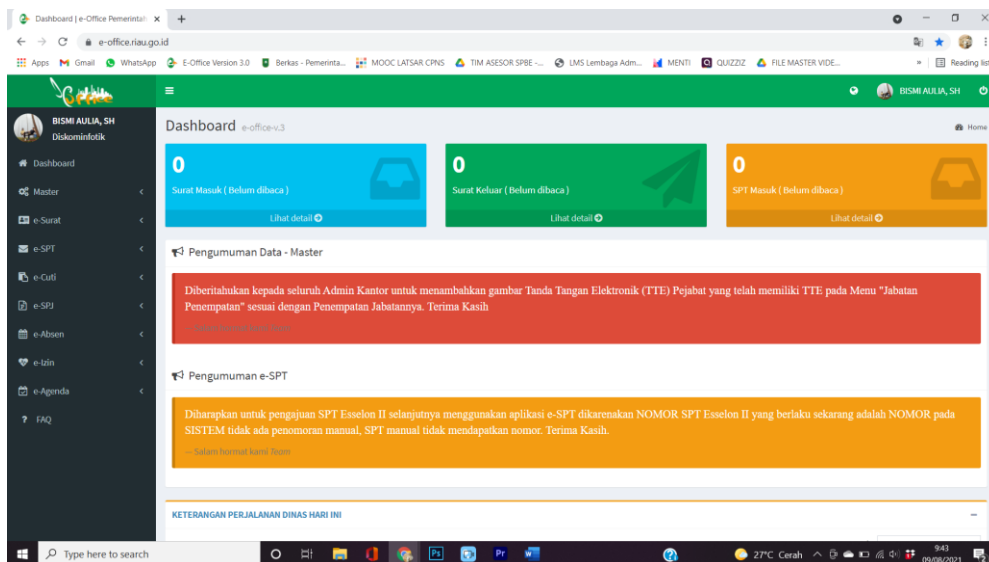 Dashboard | e-Office Pemerintah
e-office.riau.go.id
Apps Gmail WhatsApp E-Office Version 3.0 Berkas - Pemerinta... MOOC LATSAR CPNS TIM ASESOR SPBE -... LMS Lembaga Adm... MENTI QUIZZIZ FILE MASTER VIDE... » Reading list
Office
BISMI AULIA, SH
BISMI AULIA, SH
Diskominfotik
Dashboard e-office-v.3
Home
Dashboard
Master
e-Surat
e-SPT
e-Cuti
e-SPJ
e-Absen
e-Izin
e-Agenda
? FAQ
0
Surat Masuk ( Belum dibaca )
Lihat detail
0
Surat Keluar ( Belum dibaca )
Lihat detail
0
SPT Masuk ( Belum dibaca )
Lihat detail
Pengumuman Data - Master
Diberitahukan kepada seluruh Admin Kantor untuk menambahkan gambar Tanda Tangan Elektronik (TTE) Pejabat yang telah memiliki TTE pada Menu "Jabatan
Penempatan" sesuai dengan Penempatan Jabatannya. Terima Kasih
Pengumuman e-SPT
Diharapkan untuk pengajuan SPT Esselon II selanjutnya menggunakan aplikasi e-SPT dikarenakan NOMOR SPT Esselon II yang berlaku sekarang adalah NOMOR pada
SISTEM tidak ada penomoran manual, SPT manual tidak mendapatkan nomor. Terima Kasih.
— Salam hormat kami Team
KETERANGAN PERJALANAN DINAS HARI INI
Type here to search
Ps
Pr
27°C Cerah
9:43
09/08/2021
2